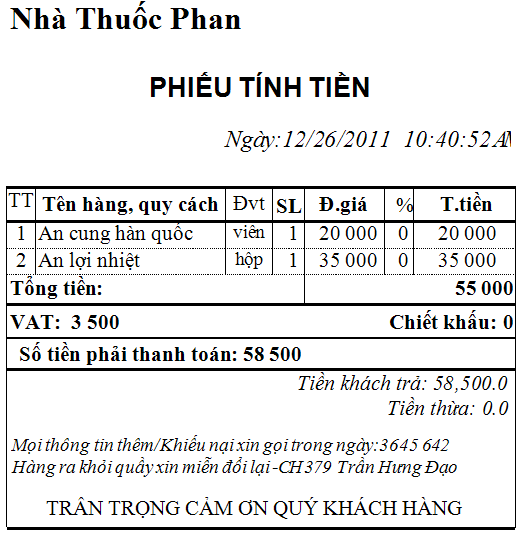 Nhà Thuốc Phan
PHIẾU TÍNH TIỀN
Ngày:12/26/2011 10:40:52AM
TT Tên hàng, quy cách Đvt SL Đ.giá % T.tiền
1 An cung hàn quốc viên 1 20 000 0 20 000
2 An lợi nhiệt hộp 1 35 000 0 35 000
Tổng tiền: 55 000
VAT: 3 500 Chiết khấu: 0
Số tiền phải thanh toán: 58 500
Tiền khách trả: 58,500.0
Tiền thừa: 0.0
Mọi thông tin thêm/Khiếu nại xin gọi trong ngày:3645 642
Hàng ra khỏi quầy xin miễn đổi lại-CH379 Trần Hưng Đạo
TRÂN TRỌNG CẢM ƠN QUÝ KHÁCH HÀNG